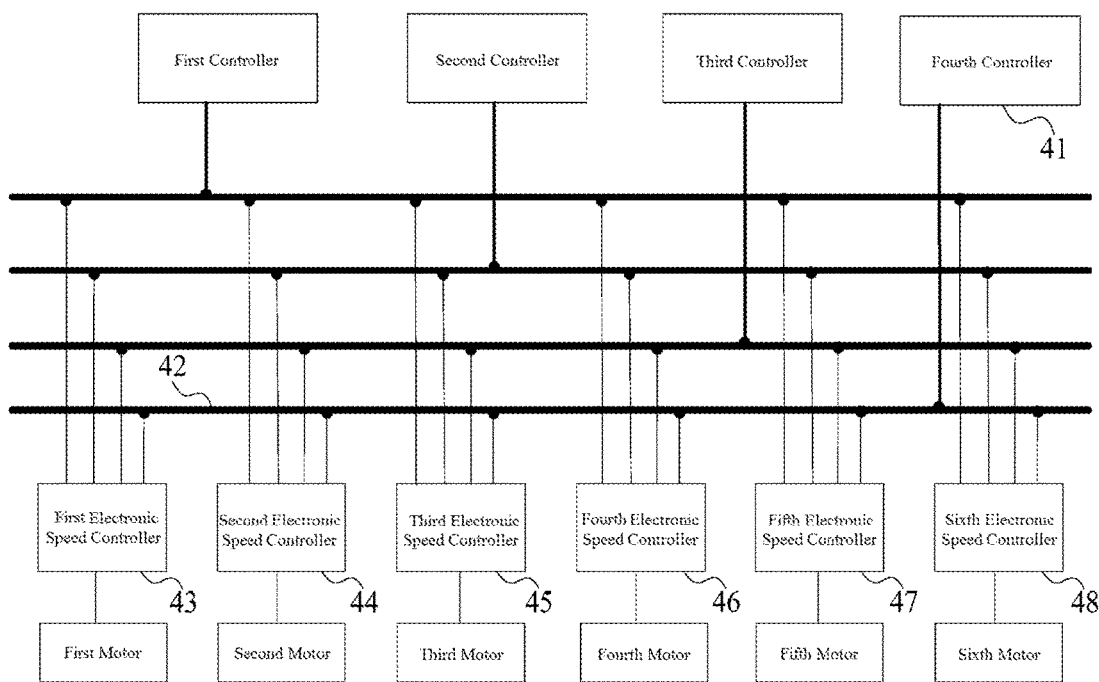 First Controller
Second Controller
Third Controller
Fourth Controller
41
42
First Electronic
Speed Controller
Second Electronic
Speed Controller
Third Electronic
Speed Controller
Fourth Electronic
Speed Controller
Fifth Electronic
Speed Controller
Sixth Electronic
Speed Controller
43
44
45
46
47
48
First Motor
Second Motor
Third Motor
Fourth Motor
Fifth Motor
Sixth Motor